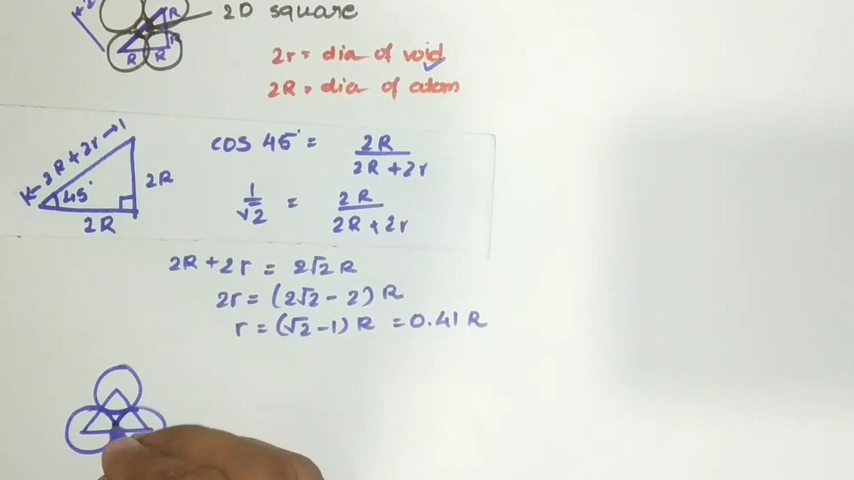 2D square
R
R
R R
2r = dia of void
2R = dia of atom
2R + 2r
45°
2R
2R
cos 45° = 2R / 2R + 2r
1/√2 = 2R / 2R + 2r
2R + 2r = 2√2 R
2r = (2√2 - 2) R
r = (√2 - 1) R = 0.41 R